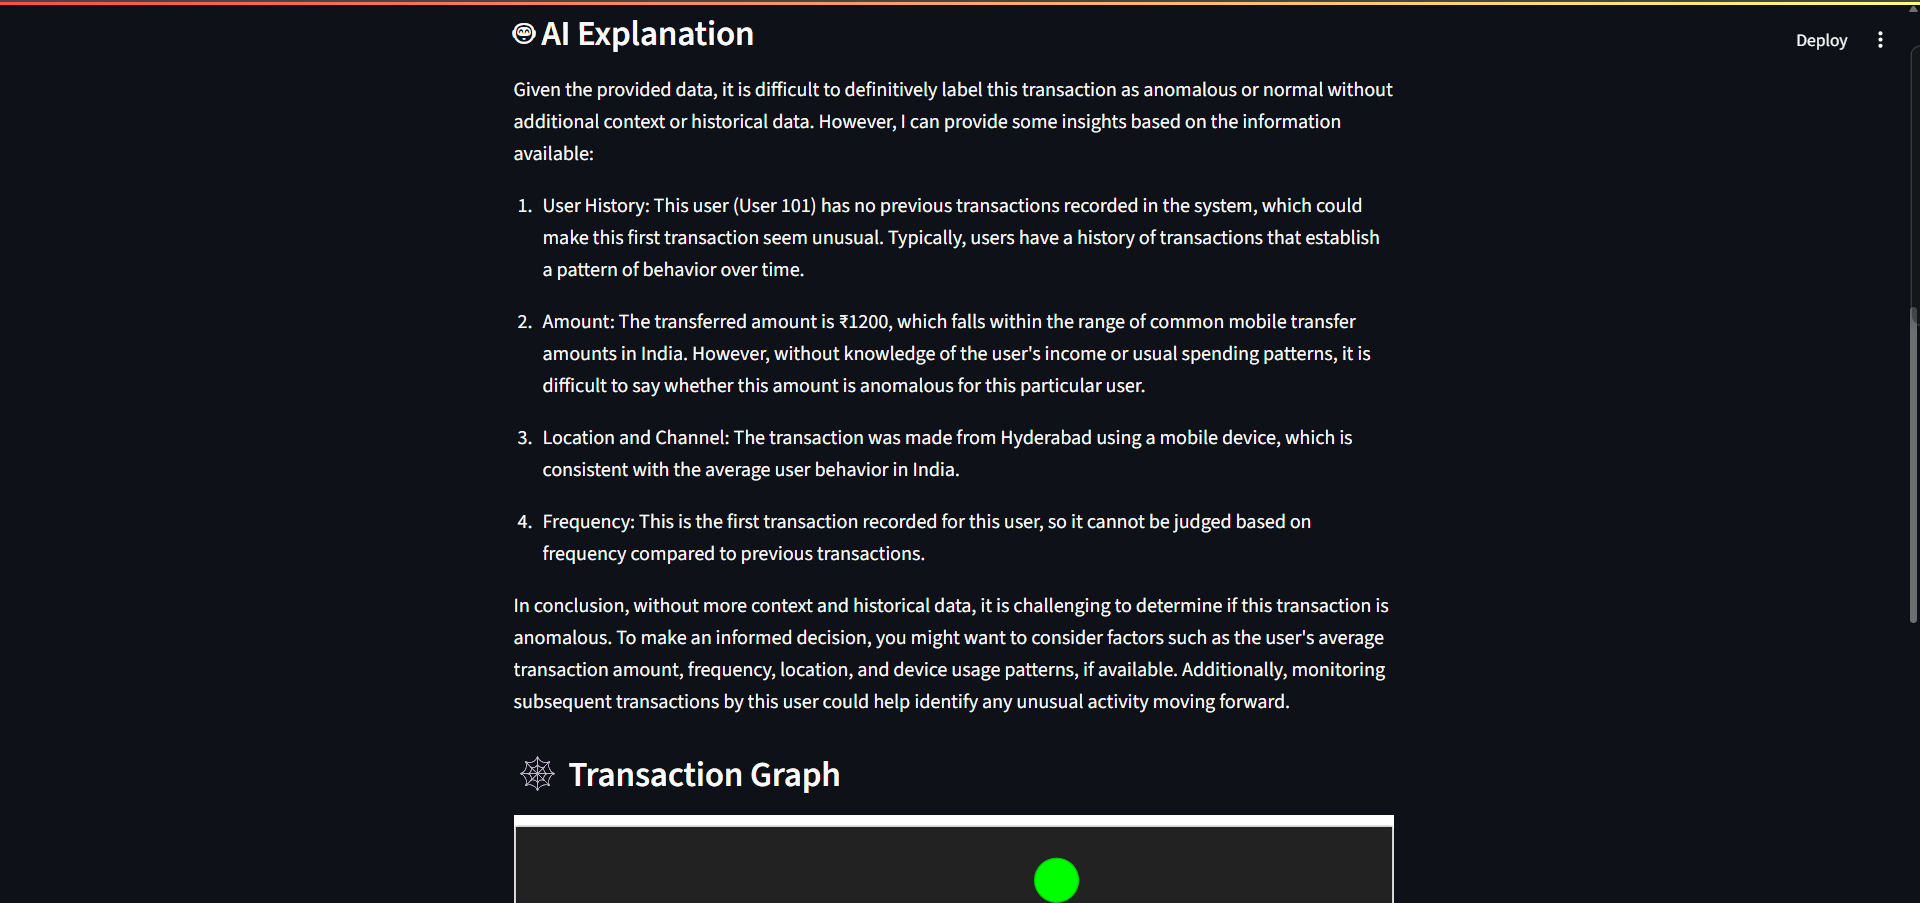 AI Explanation
Deploy
Given the provided data, it is difficult to definitively label this transaction as anomalous or normal without
additional context or historical data. However, I can provide some insights based on the information
available:
1. User History: This user (User 101) has no previous transactions recorded in the system, which could
make this first transaction seem unusual. Typically, users have a history of transactions that establish
a pattern of behavior over time.
2. Amount: The transferred amount is ₹1200, which falls within the range of common mobile transfer
amounts in India. However, without knowledge of the user's income or usual spending patterns, it is
difficult to say whether this amount is anomalous for this particular user.
3. Location and Channel: The transaction was made from Hyderabad using a mobile device, which is
consistent with the average user behavior in India.
4. Frequency: This is the first transaction recorded for this user, so it cannot be judged based on
frequency compared to previous transactions.
In conclusion, without more context and historical data, it is challenging to determine if this transaction is
anomalous. To make an informed decision, you might want to consider factors such as the user's average
transaction amount, frequency, location, and device usage patterns, if available. Additionally, monitoring
subsequent transactions by this user could help identify any unusual activity moving forward.
Transaction Graph